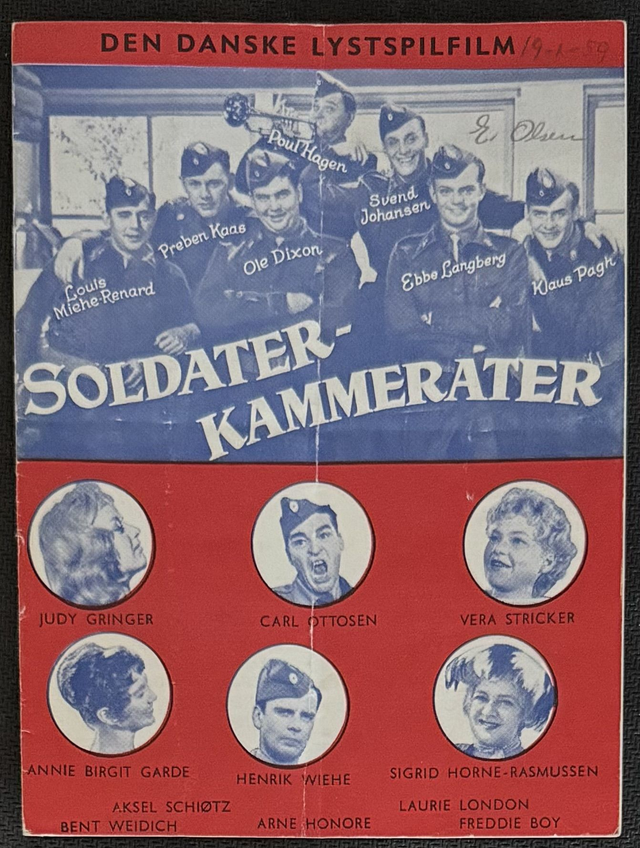 DEN DANSKE LYSTSPILFILM 19-1-59
E. Olsen
Poul Hagen
Svend
Johansen
Preben Kaas
Ole Dixon
Ebbe Langberg
Klaus Pagh
Louis
Miehe-Renard
SOLDATER-
KAMMERATER
JUDY GRINGER CARL OTTOSEN VERA STRICKER
ANNIE BIRGIT GARDE HENRIK WIEHE SIGRID HORNE-RASMUSSEN
AKSEL SCHIØTZ LAURIE LONDON
BENT WEIDICH ARNE HONORE FREDDIE BOY